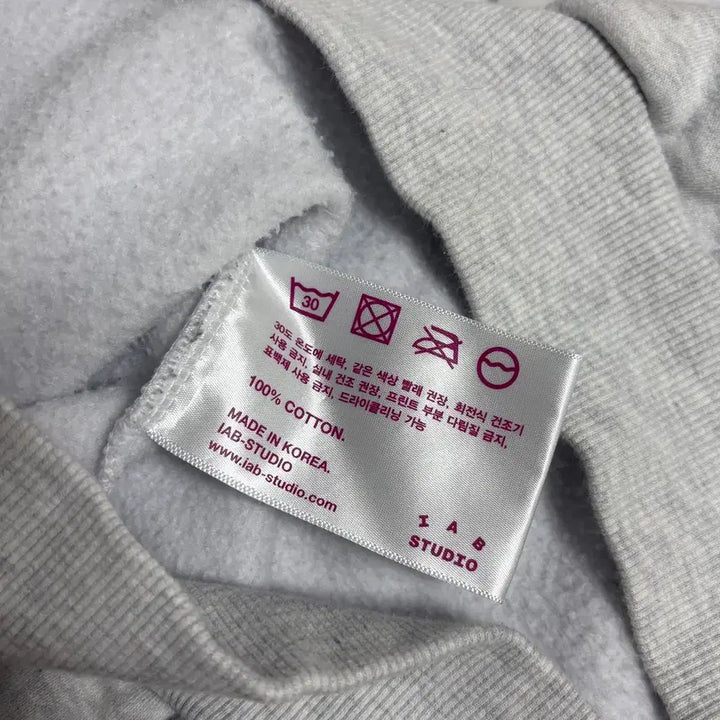 30
30도 온도에 세탁, 같은 색상 빨래 권장, 회전식 건조기
사용 금지, 실내 건조 권장, 프린트 부분 다림질 금지,
표백제 사용 금지, 드라이클리닝 가능
100% COTTON.
MADE IN KOREA.
IAB-STUDIO
www.iab-studio.com
I A B
STUDIO